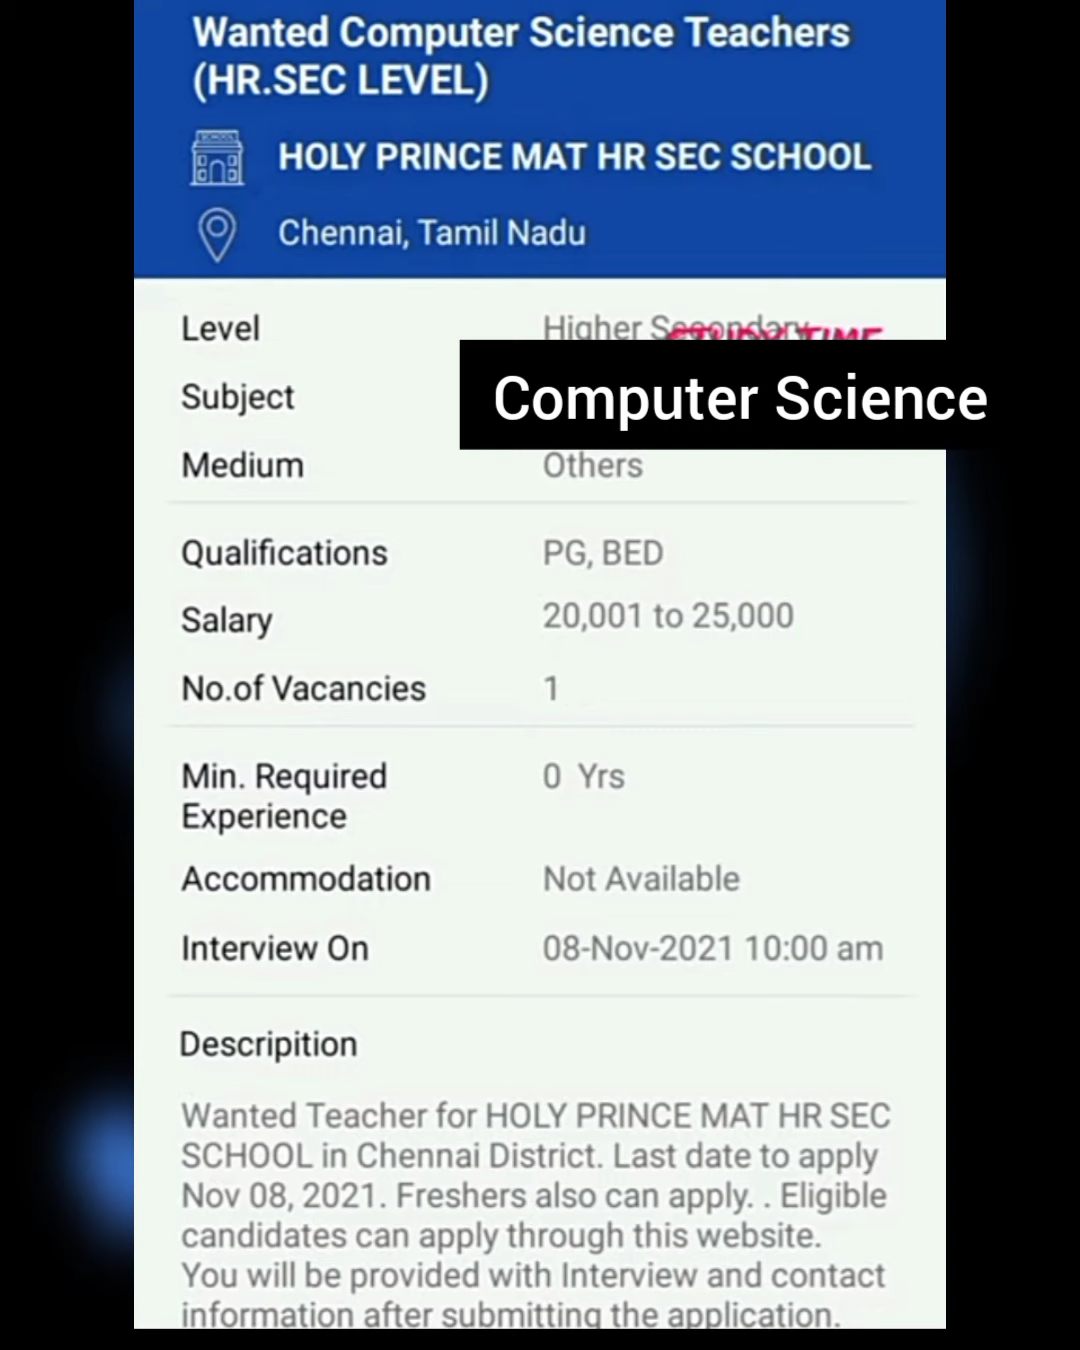 Wanted Computer Science Teachers
(HR.SEC LEVEL)
SCHOOL
HOLY PRINCE MAT HR SEC SCHOOL
Chennai, Tamil Nadu
Level Higher Secondary
STUDY TIME
Subject Computer Science
Medium Others
Qualifications PG, BED
Salary 20,001 to 25,000
No.of Vacancies 1
Min. Required 0 Yrs
Experience
Accommodation Not Available
Interview On 08-Nov-2021 10:00 am
Descripition
Wanted Teacher for HOLY PRINCE MAT HR SEC
SCHOOL in Chennai District. Last date to apply
Nov 08, 2021. Freshers also can apply. . Eligible
candidates can apply through this website.
You will be provided with Interview and contact
information after submitting the application.